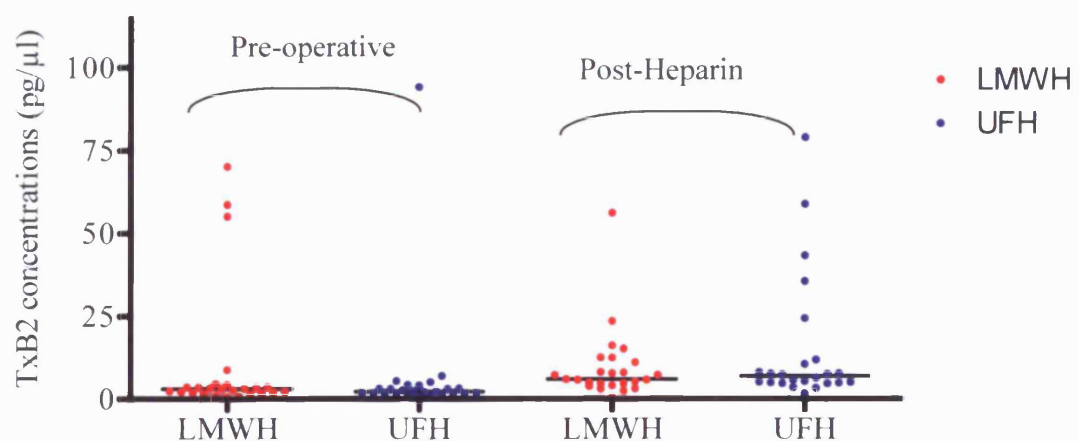 TxB2 concentrations (pg/µl)
100
75
50
25
0
Pre-operative
Post-Heparin
LMWH
UFH
LMWH
UFH
LMWH
UFH